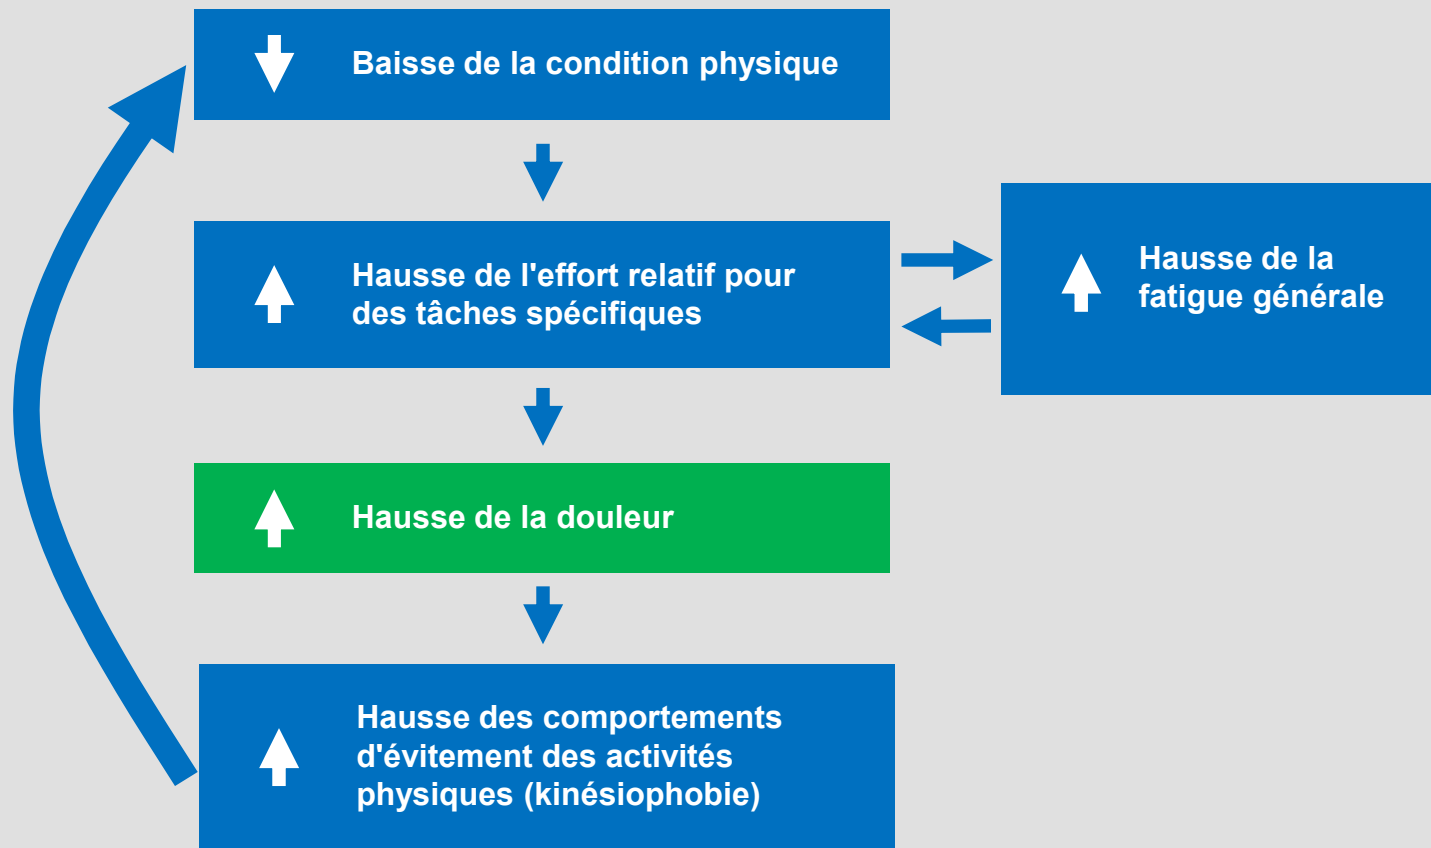 Baisse de la condition physique
Hausse de l'effort relatif pour
des tâches spécifiques
Hausse de la
fatigue générale
Hausse de la douleur
Hausse des comportements
d'évitement des activités
physiques (kinésiophobie)